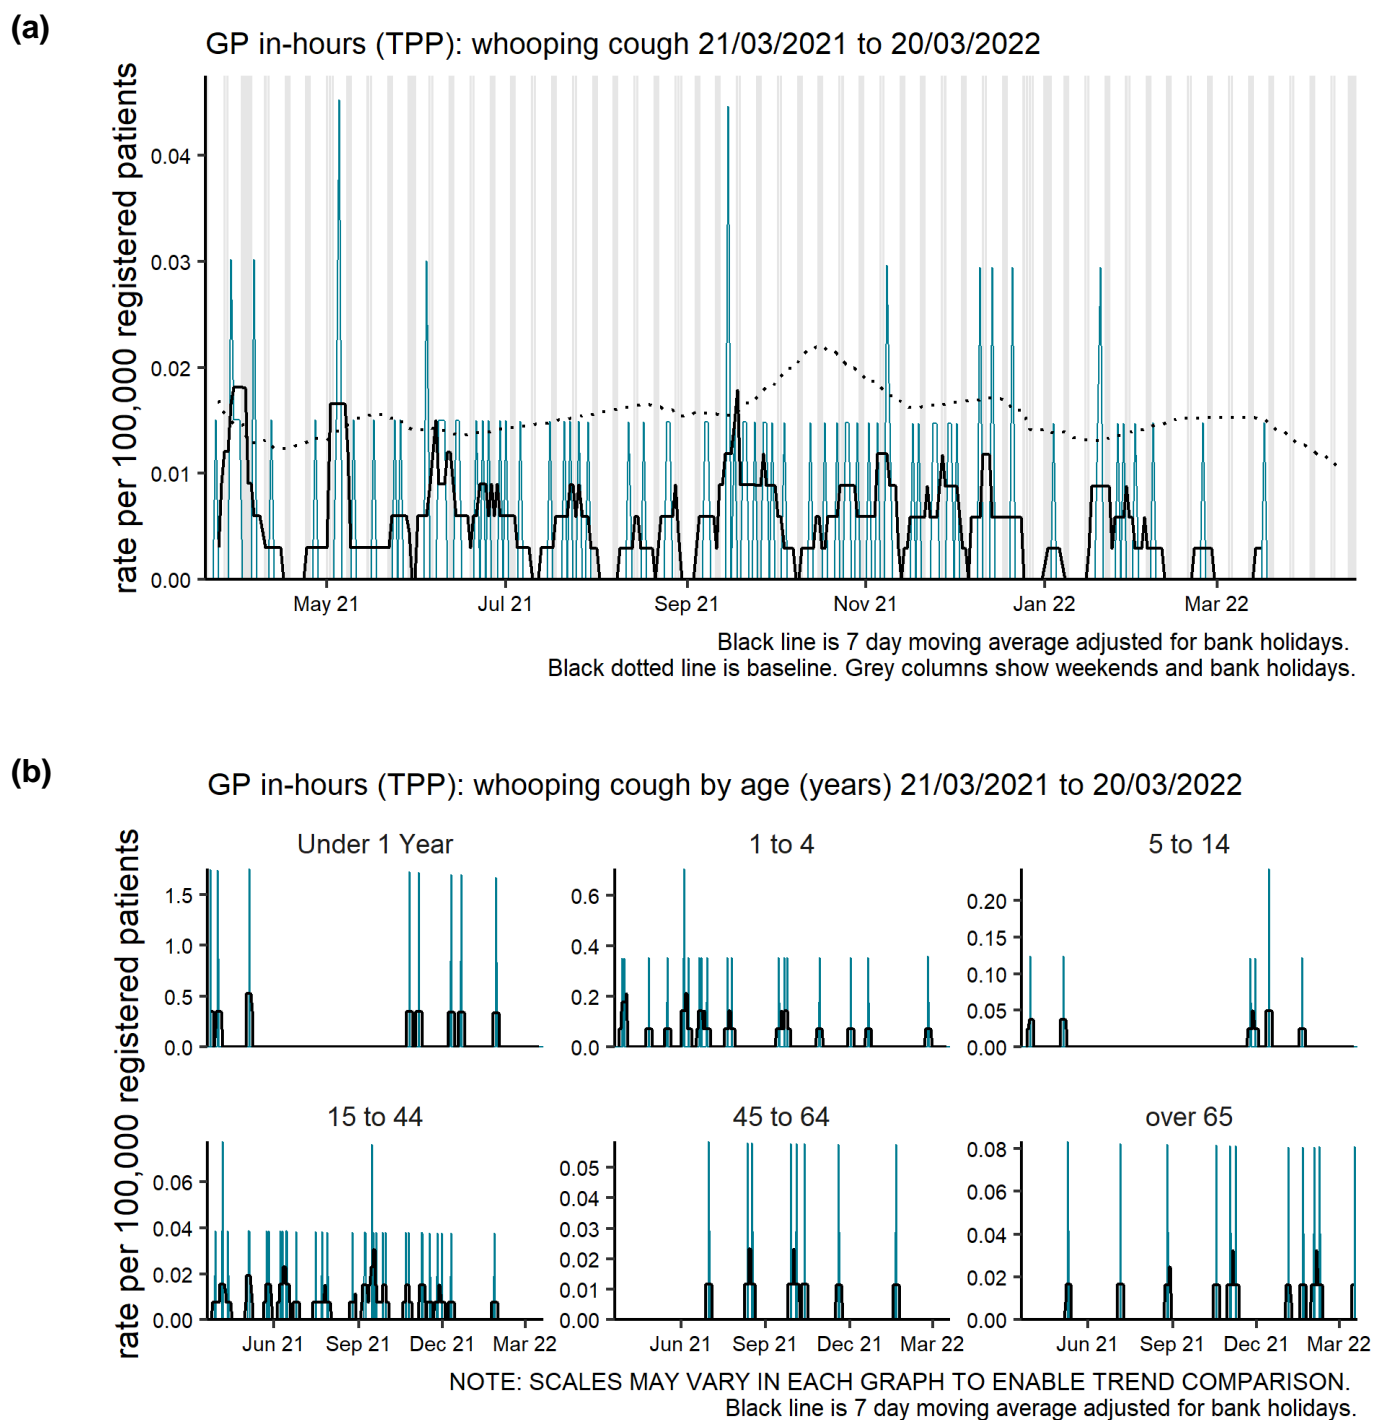 (a)
GP in-hours (TPP): whooping cough 21/03/2021 to 20/03/2022
rate per 100,000 registered patients
0.04
0.03
0.02
0.01
0.00
May 21 Jul 21 Sep 21 Nov 21 Jan 22 Mar 22
Black line is 7 day moving average adjusted for bank holidays.
Black dotted line is baseline. Grey columns show weekends and bank holidays.
(b)
GP in-hours (TPP): whooping cough by age (years) 21/03/2021 to 20/03/2022
rate per 100,000 registered patients
Under 1 Year
1.5
1.0
0.5
0.0
1 to 4
0.6
0.4
0.2
0.0
5 to 14
0.20
0.15
0.10
0.05
0.00
15 to 44
0.06
0.04
0.02
0.00
Jun 21 Sep 21 Dec 21 Mar 22
45 to 64
0.05
0.04
0.03
0.02
0.01
0.00
Jun 21 Sep 21 Dec 21 Mar 22
over 65
0.08
0.06
0.04
0.02
0.00
Jun 21 Sep 21 Dec 21 Mar 22
NOTE: SCALES MAY VARY IN EACH GRAPH TO ENABLE TREND COMPARISON.
Black line is 7 day moving average adjusted for bank holidays.